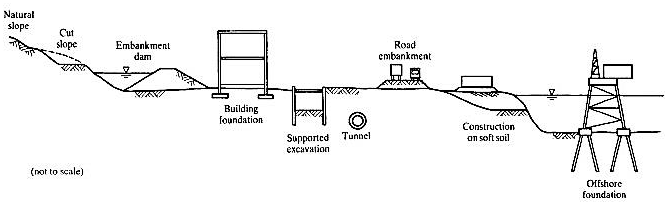 Natural
slope
Cut
slope
Embankment
dam
Building
foundation
Supported
excavation
Tunnel
Road
embankment
Construction
on soft soil
Offshore
foundation
(not to scale)